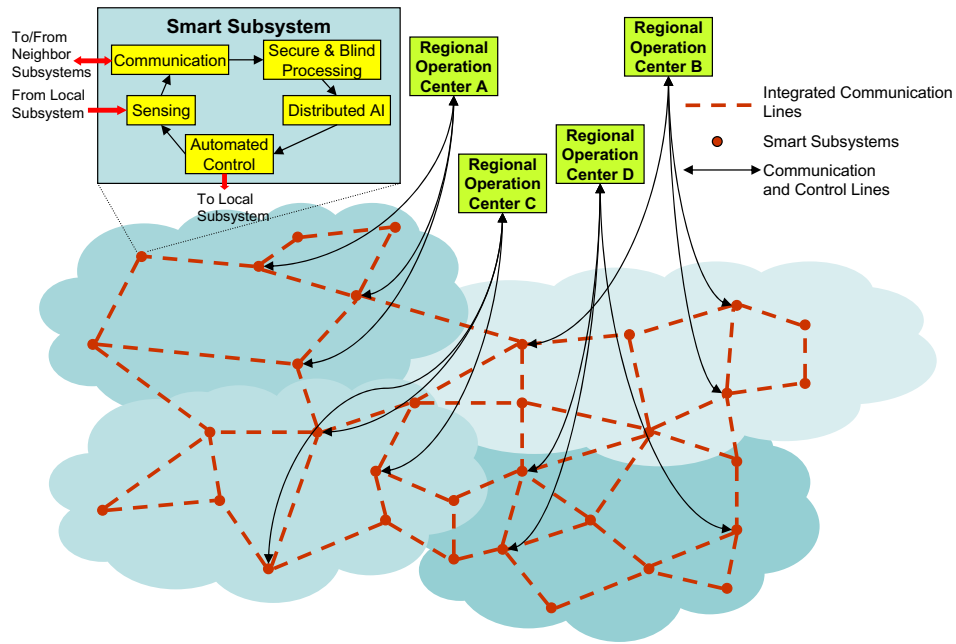 Smart Subsystem
To/From
Neighbor
Subsystems
Communication
Secure & Blind
Processing
From Local
Subsystem
Sensing
Distributed AI
Automated
Control
To Local
Subsystem
Regional
Operation
Center A
Regional
Operation
Center B
Regional
Operation
Center C
Regional
Operation
Center D
Integrated Communication
Lines
Smart Subsystems
Communication
and Control Lines